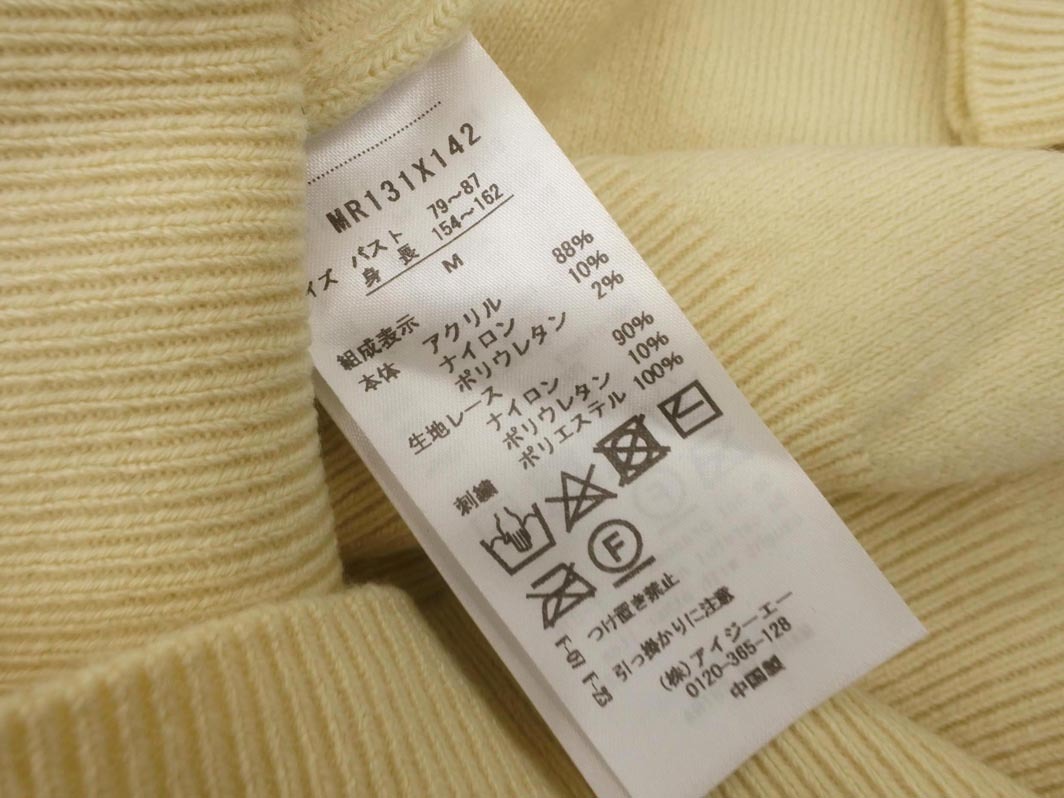 MR131X142
イズ バスト 79～87
身長 154～162
M
組成表示
本体 アクリル 88%
ナイロン 10%
ポリウレタン 2%
生地レース
ナイロン 90%
ポリウレタン 10%
刺繍 ポリエステル 100%
F
つけ置き禁止
引っ掛かりに注意
F-07 F-23
(株)アイジーエー
0120-365-128
中国製